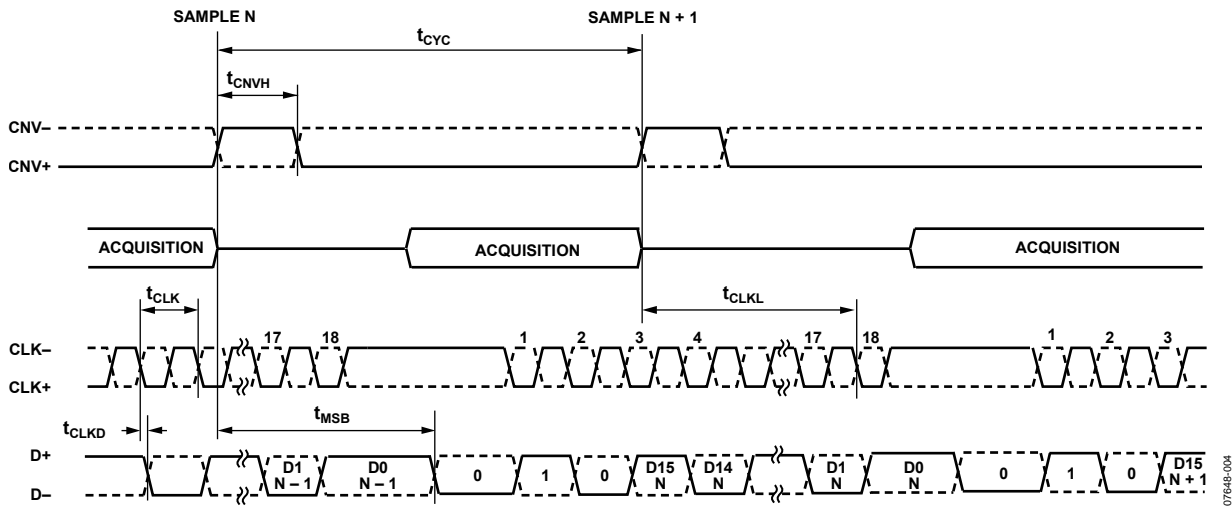 SAMPLE N SAMPLE N + 1
tCYC
tCNVH
CNV–
CNV+
ACQUISITION ACQUISITION ACQUISITION
tCLK tCLKL
17 18 1 2 3 4 17 18 1 2 3
CLK–
CLK+
tMSB
tCLKD
D+
D1 D0 0 1 0 D15 D14 D1 D0 0 1 0 D15
N – 1 N – 1 N N N N N + 1
D–
07648-004